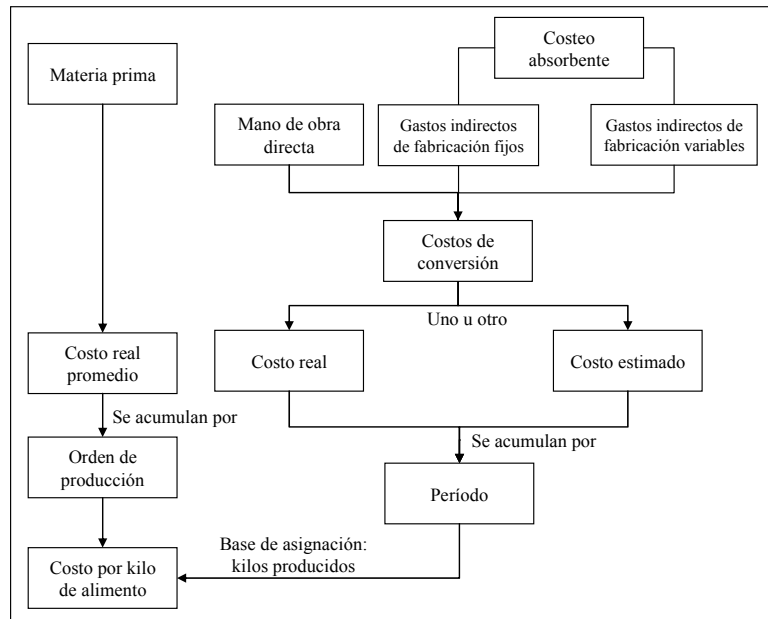 Costeo
absorbente
Materia prima
Mano de obra
directa
Gastos indirectos
de fabricación fijos
Gastos indirectos de
fabricación variables
Costos de
conversión
Uno u otro
Costo real
promedio
Costo real
Costo estimado
Se acumulan por
Se acumulan por
Orden de
producción
Período
Base de asignación:
kilos producidos
Costo por kilo
de alimento